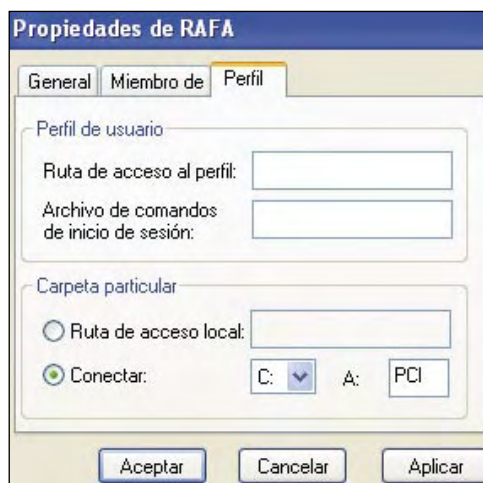 Propiedades de RAFA
General Miembro de Perfil
Perfil de usuario
Ruta de acceso al perfil:
Archivo de comandos
de inicio de sesión:
Carpeta particular
Ruta de acceso local:
Conectar: C: A: PCI
Aceptar Cancelar Aplicar